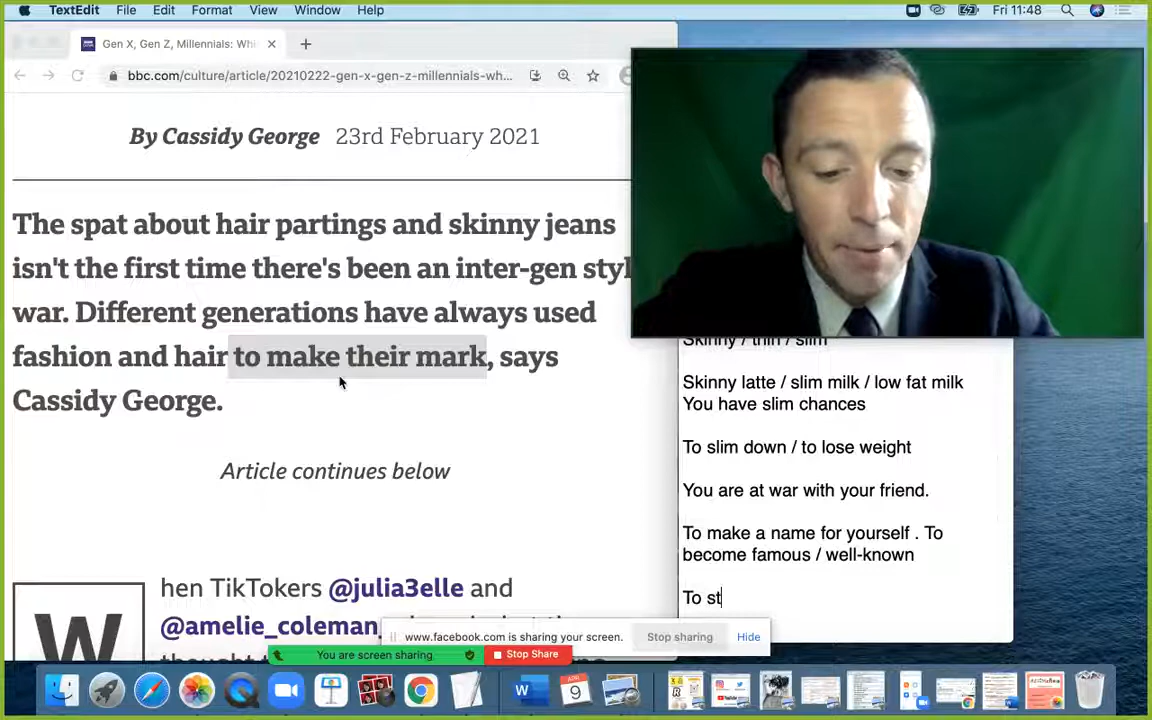 TextEdit File Edit Format View Window Help Fri 11:48
Gen X, Gen Z, Millennials: Whi
bbc.com/culture/article/20210222-gen-x-gen-z-millennials-wh...
By Cassidy George 23rd February 2021
The spat about hair partings and skinny jeans
isn't the first time there's been an inter-gen styl
war. Different generations have always used
fashion and hair to make their mark, says
Cassidy George.
Article continues below
W
hen TikTokers @julia3elle and
@amelie_coleman
Skinny / thin / slim
Skinny latte / slim milk / low fat milk
You have slim chances
To slim down / to lose weight
You are at war with your friend.
To make a name for yourself . To
become famous / well-known
To st
www.facebook.com is sharing your screen. Stop sharing Hide
You are screen sharing Stop Share
W
APR
9